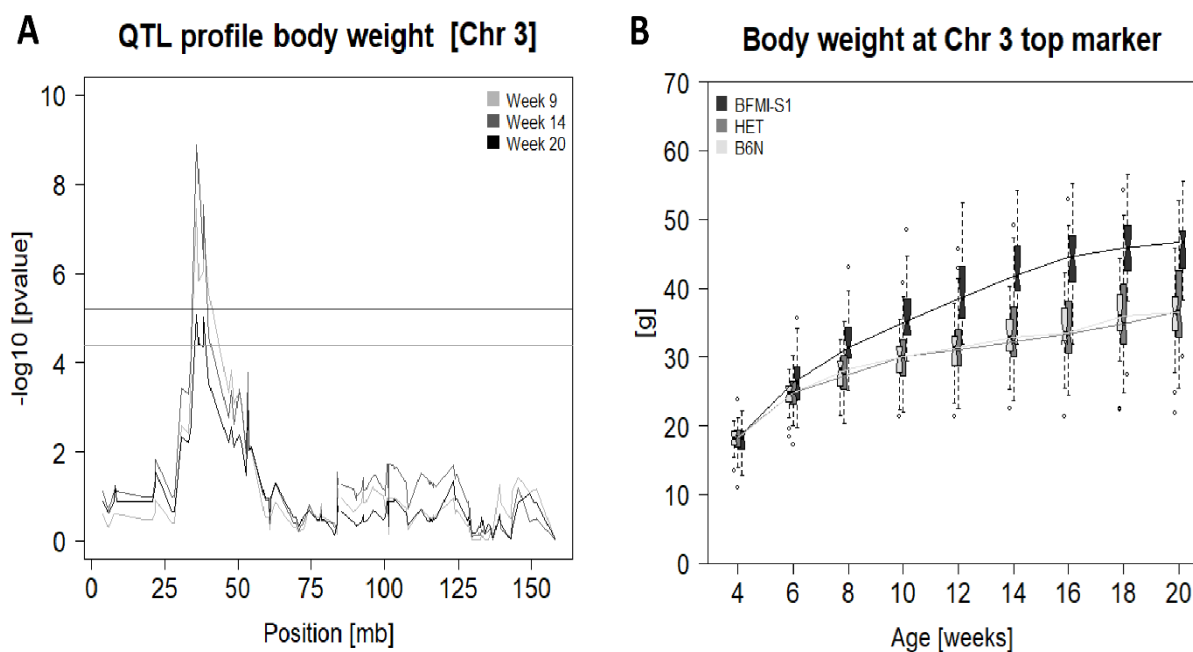 A
QTL profile body weight [Chr 3]
-log10 [pvalue]
10
8
6
4
2
0
Week 9
Week 14
Week 20
0
25
50
75
100
125
150
Position [mb]
B
Body weight at Chr 3 top marker
[g]
70
60
50
40
30
20
10
0
BFMI-S1
HET
B6N
4
6
8
10
12
14
16
18
20
Age [weeks]